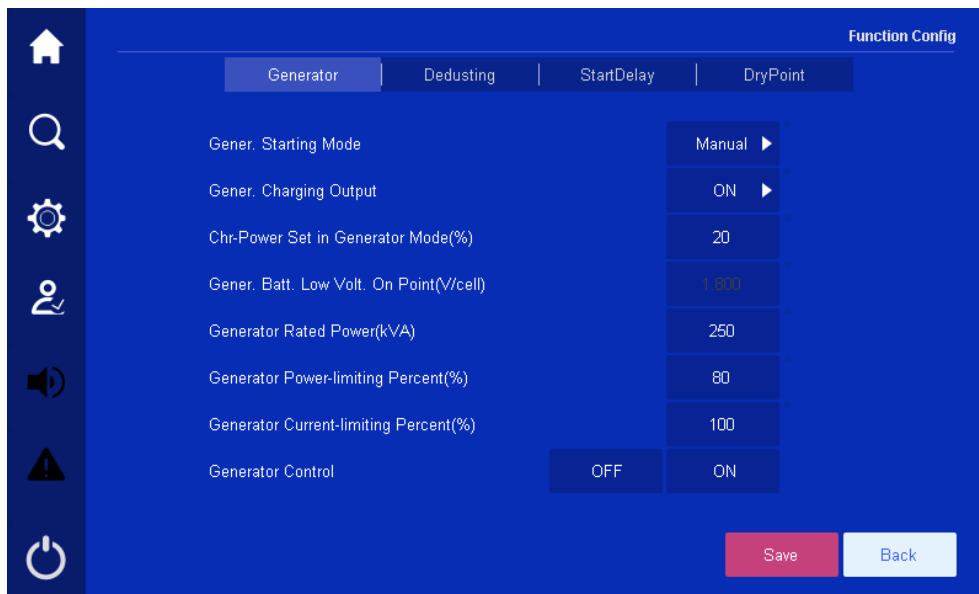 Function Config
Generator | Dedusting | StartDelay | DryPoint
Gener. Starting Mode Manual
Gener. Charging Output ON
Chr-Power Set in Generator Mode(%) 20
Gener. Batt. Low Volt. On Point(V/cell) 1.800
Generator Rated Power(kVA) 250
Generator Power-limiting Percent(%) 80
Generator Current-limiting Percent(%) 100
Generator Control OFF ON
Save Back